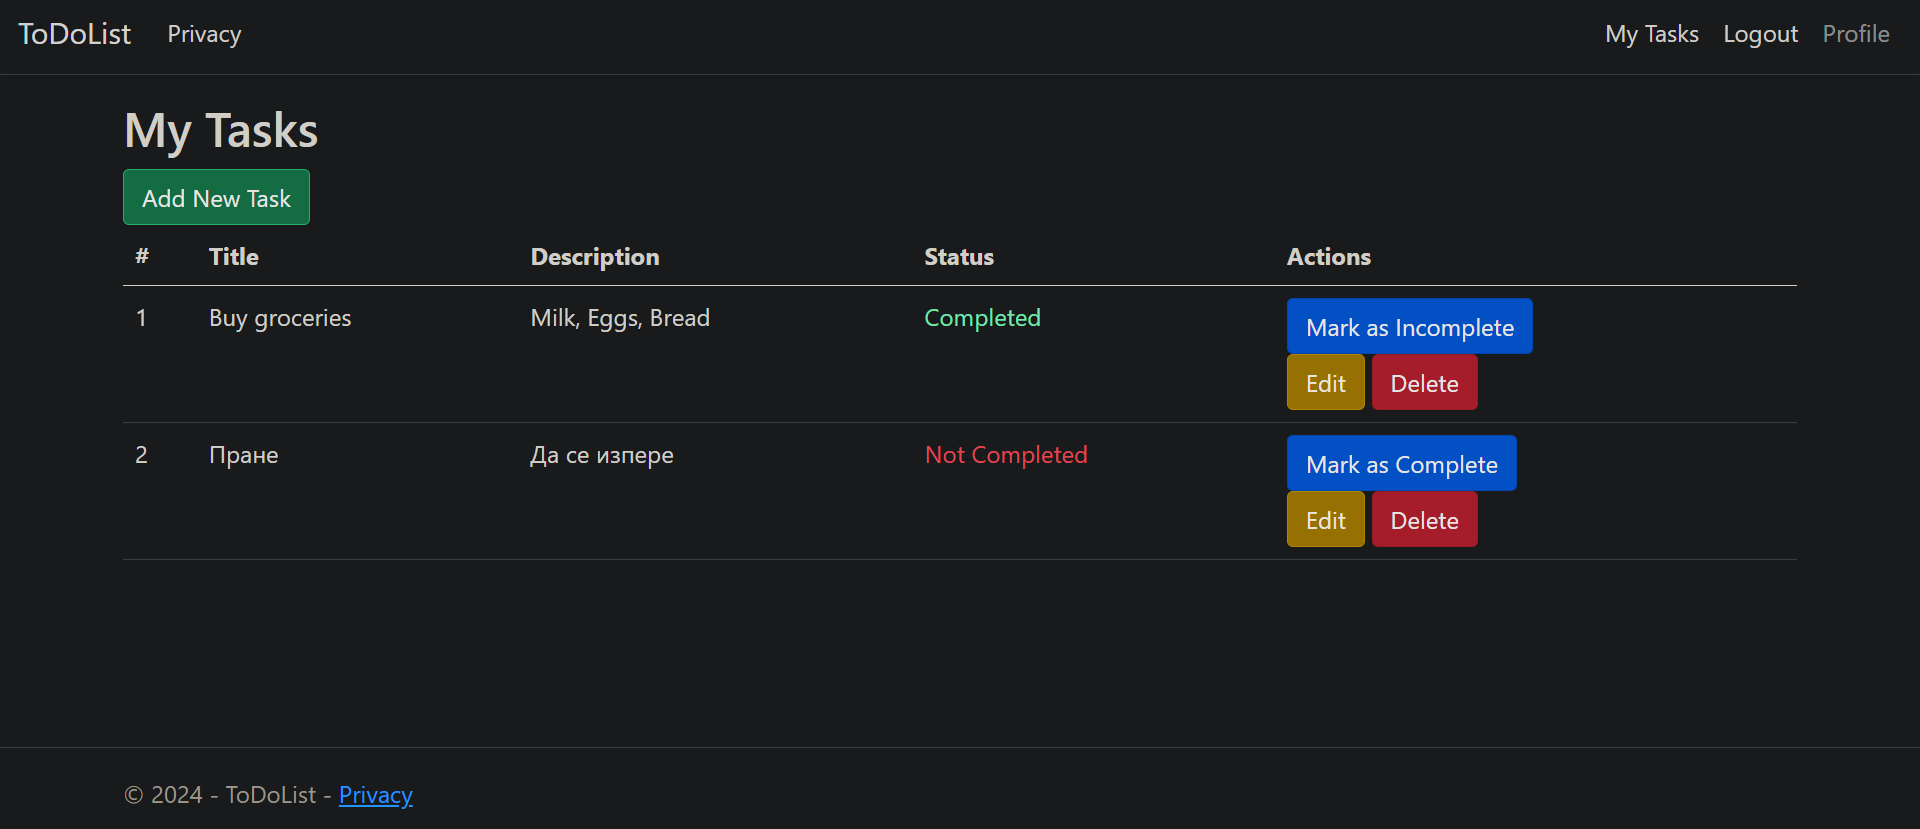 ToDoList Privacy My Tasks Logout Profile
My Tasks
Add New Task
# Title Description Status Actions
1 Buy groceries Milk, Eggs, Bread Completed Mark as Incomplete
Edit Delete
2 Пране Да се изпере Not Completed Mark as Complete
Edit Delete
© 2024 - ToDoList - Privacy